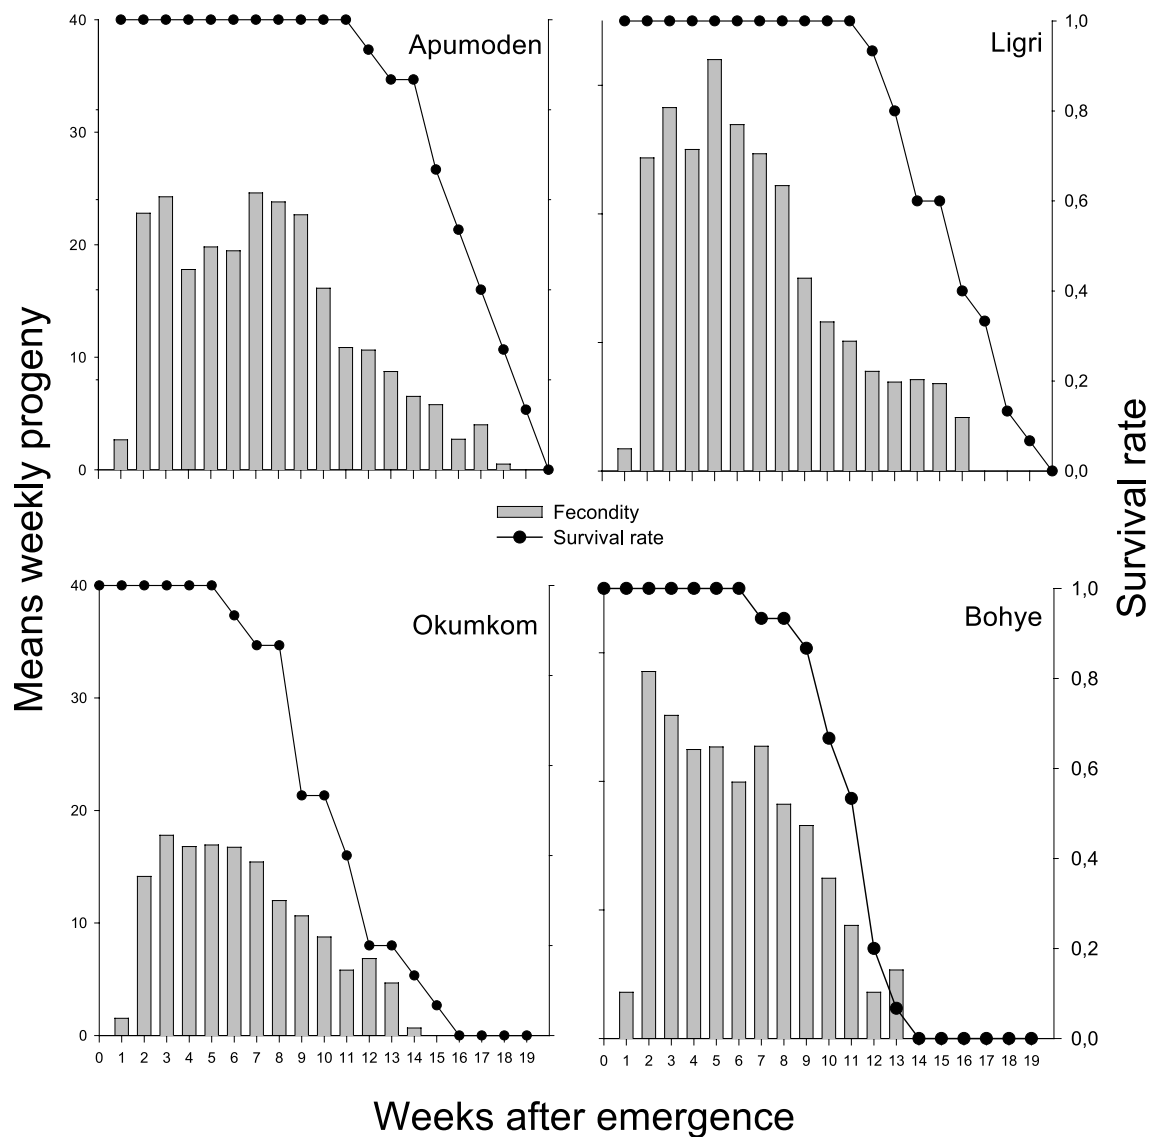 40
30
20
10
0
Apumoden
Ligri
1,0
0,8
0,6
0,4
0,2
0,0
Means weekly progeny
Survival rate
Fecondity
Survival rate
40
30
20
10
0
Okumkom
Bohye
1,0
0,8
0,6
0,4
0,2
0,0
0 1 2 3 4 5 6 7 8 9 10 11 12 13 14 15 16 17 18 19
0 1 2 3 4 5 6 7 8 9 10 11 12 13 14 15 16 17 18 19
Weeks after emergence